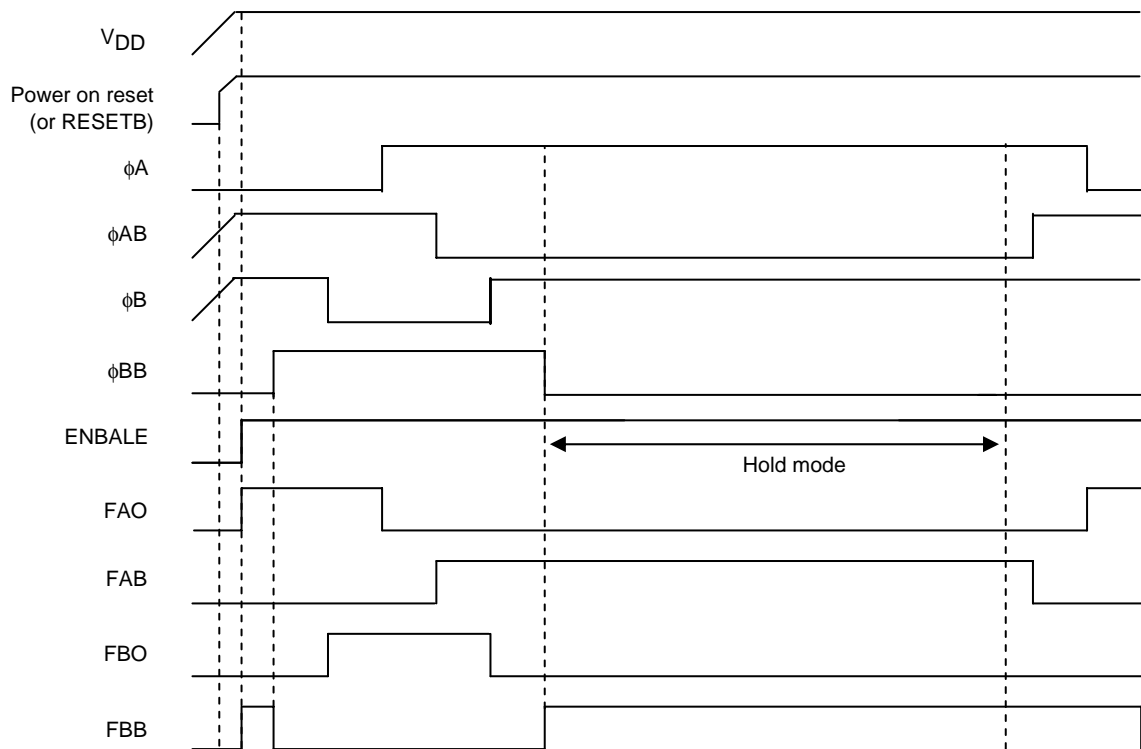 VDD
Power on reset
(or RESETB)
ϕA
ϕAB
ϕB
ϕBB
ENBALE
Hold mode
FAO
FAB
FBO
FBB